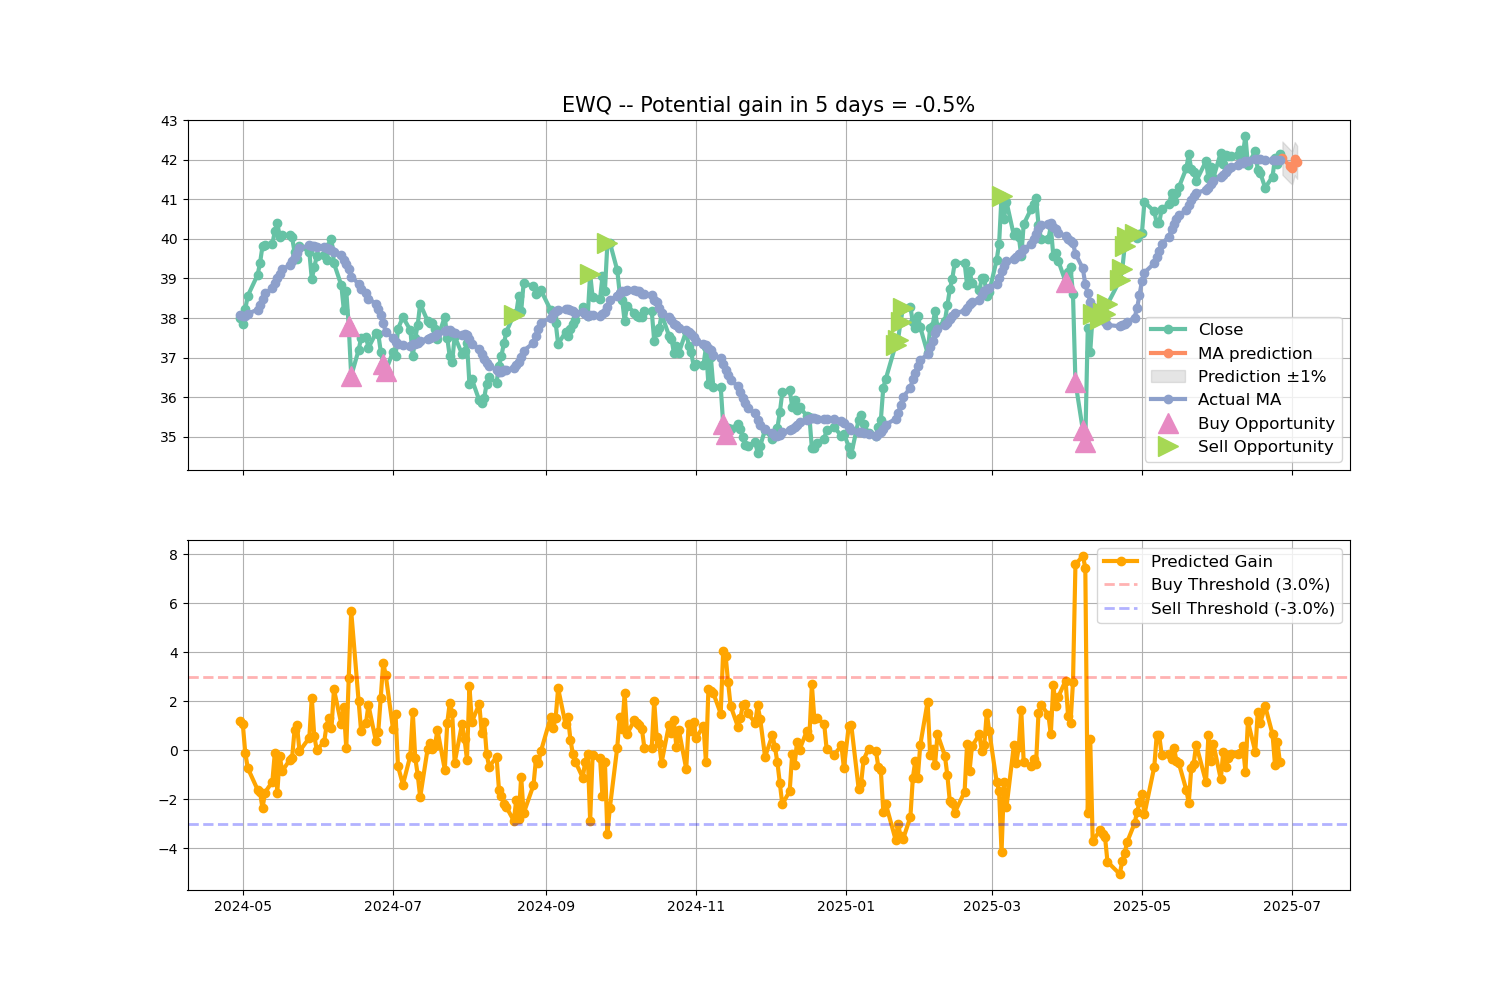 EWQ -- Potential gain in 5 days = -0.5%
43
42
41
40
39
38
37
36
35
Close
MA prediction
Prediction ±1%
Actual MA
Buy Opportunity
Sell Opportunity
8
6
4
2
0
−2
−4
Predicted Gain
Buy Threshold (3.0%)
Sell Threshold (-3.0%)
2024-05
2024-07
2024-09
2024-11
2025-01
2025-03
2025-05
2025-07